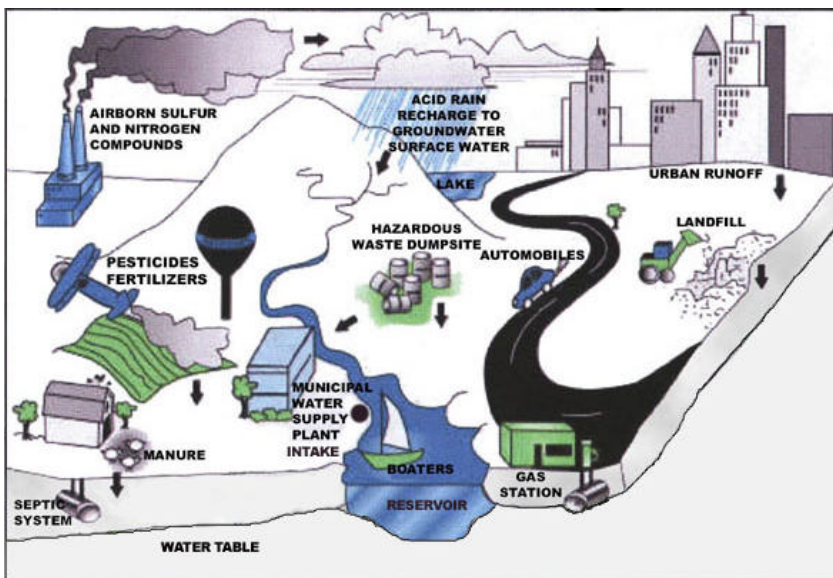 AIRBORN SULFUR
AND NITROGEN
COMPOUNDS
ACID RAIN
RECHARGE TO
GROUNDWATER
SURFACE WATER
LAKE
URBAN RUNOFF
LANDFILL
HAZARDOUS
WASTE DUMPSITE
AUTOMOBILES
PESTICIDES
FERTILIZERS
MUNICIPAL
WATER
SUPPLY
PLANT
INTAKE
MANURE
BOATERS
GAS
STATION
SEPTIC
SYSTEM
RESERVOIR
WATER TABLE